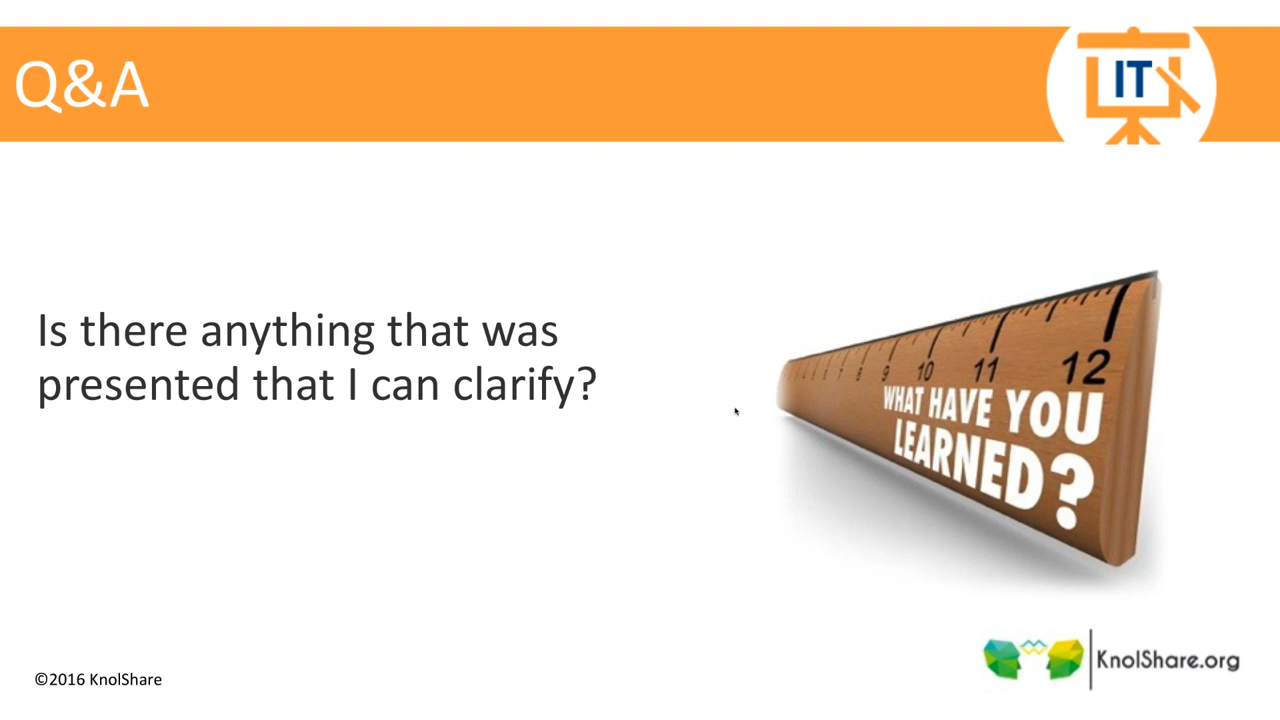 Q&A
IT
Is there anything that was
presented that I can clarify?
9 10 11 12
WHAT HAVE YOU
LEARNED?
KnolShare.org
©2016 KnolShare